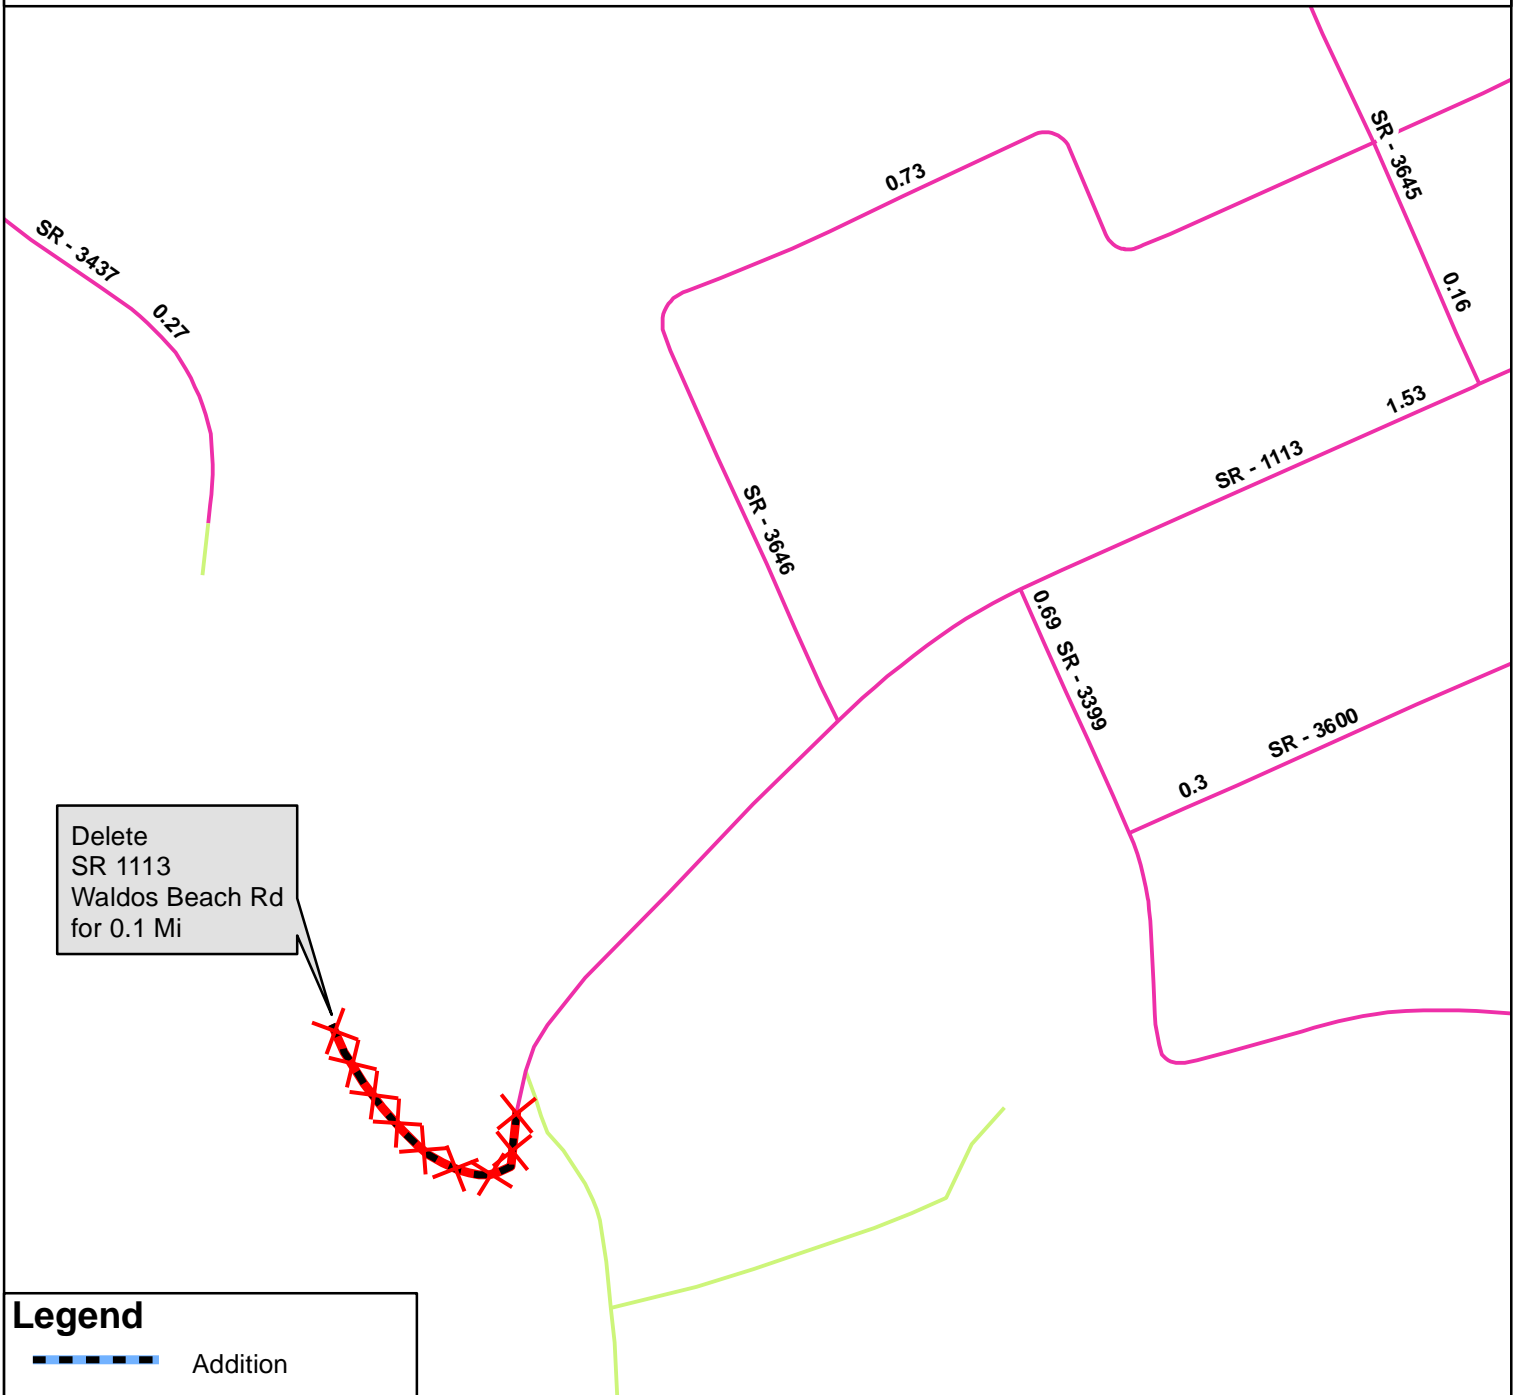 SR - 3645
0.73
SR - 3437
0.27
0.16
1.53
SR - 1113
SR - 3646
0.69 SR - 3399
SR - 3600
0.3
Delete
SR 1113
Waldos Beach Rd
for 0.1 Mi
Legend
Addition